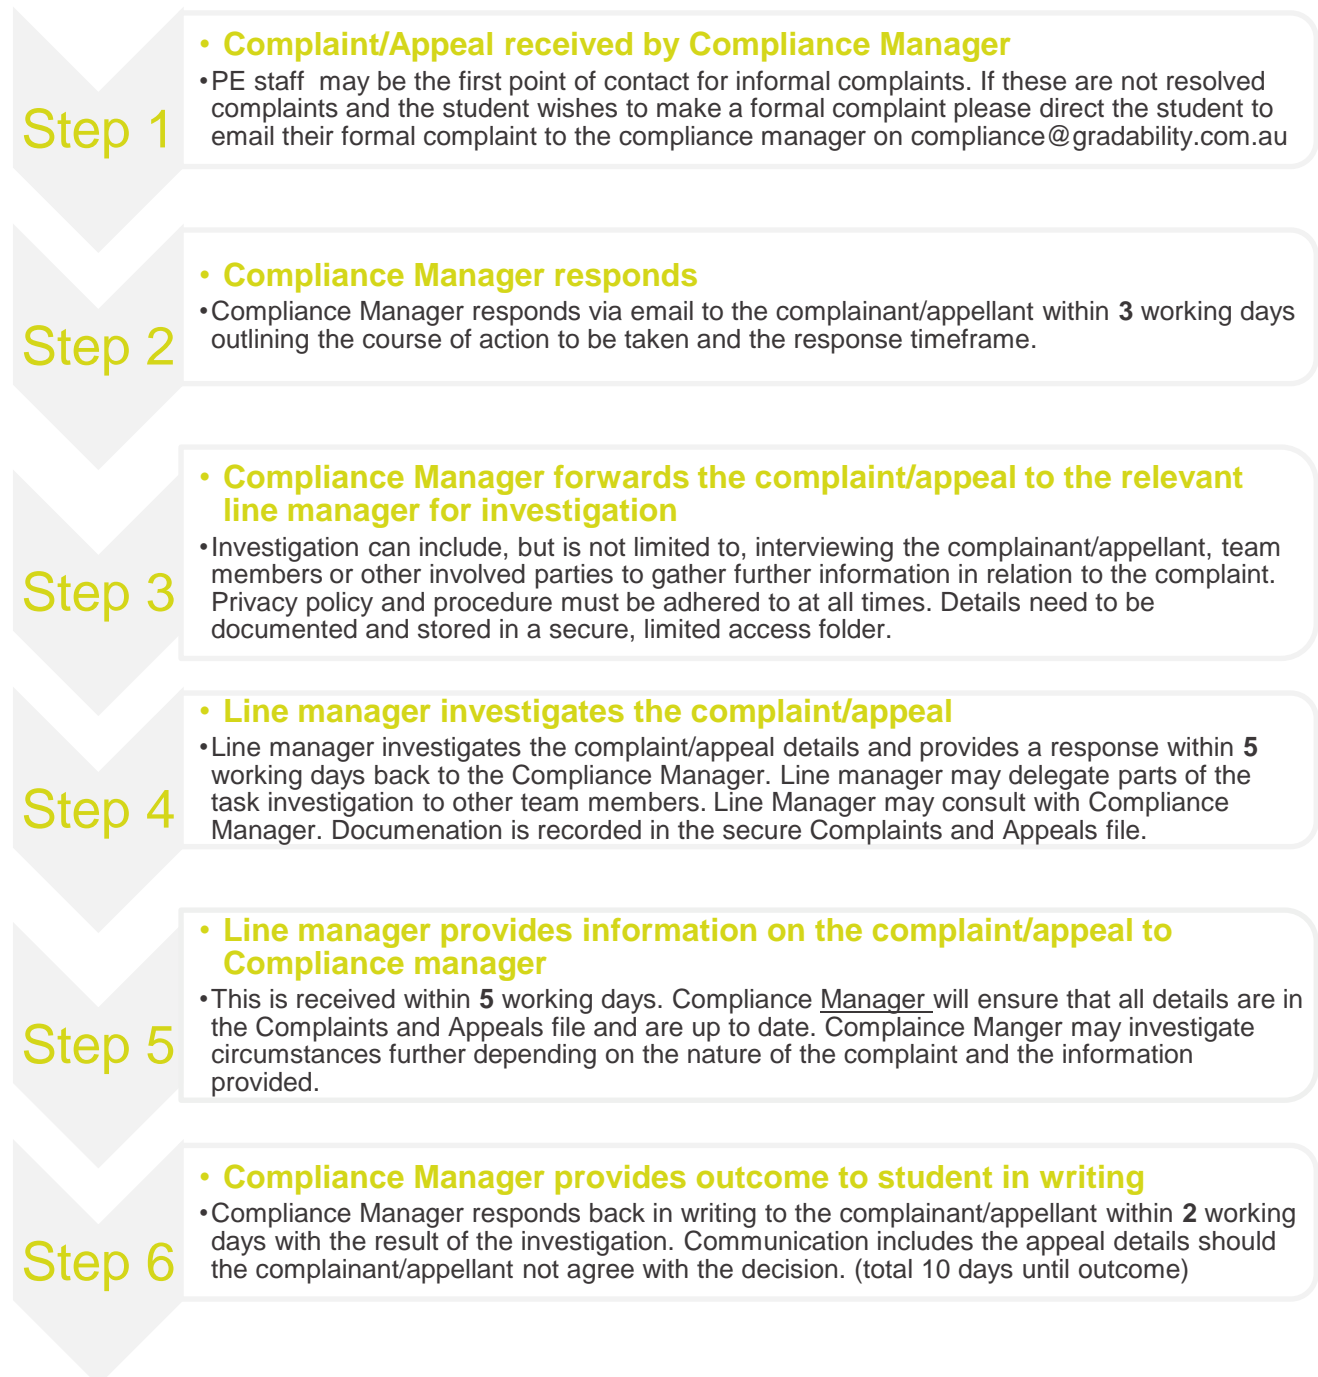 Step 1
• Complaint/Appeal received by Compliance Manager
•PE staff  may be the first point of contact for informal complaints. If these are not resolved
complaints and the student wishes to make a formal complaint please direct the student to
email their formal complaint to the compliance manager on compliance@gradability.com.au
Step 2
• Compliance Manager responds
•Compliance Manager responds via email to the complainant/appellant within 3 working days
outlining the course of action to be taken and the response timeframe.
Step 3
• Compliance Manager forwards the complaint/appeal to the relevant
line manager for investigation
•Investigation can include, but is not limited to, interviewing the complainant/appellant, team
members or other involved parties to gather further information in relation to the complaint.
Privacy policy and procedure must be adhered to at all times. Details need to be
documented and stored in a secure, limited access folder.
Step 4
• Line manager investigates the complaint/appeal
•Line manager investigates the complaint/appeal details and provides a response within 5
working days back to the Compliance Manager. Line manager may delegate parts of the
task investigation to other team members. Line Manager may consult with Compliance
Manager. Documenation is recorded in the secure Complaints and Appeals file.
Step 5
• Line manager provides information on the complaint/appeal to
Compliance manager
•This is received within 5 working days. Compliance Manager will ensure that all details are in
the Complaints and Appeals file and are up to date. Complaince Manger may investigate
circumstances further depending on the nature of the complaint and the information
provided.
Step 6
• Compliance Manager provides outcome to student in writing
•Compliance Manager responds back in writing to the complainant/appellant within 2 working
days with the result of the investigation. Communication includes the appeal details should
the complainant/appellant not agree with the decision. (total 10 days until outcome)